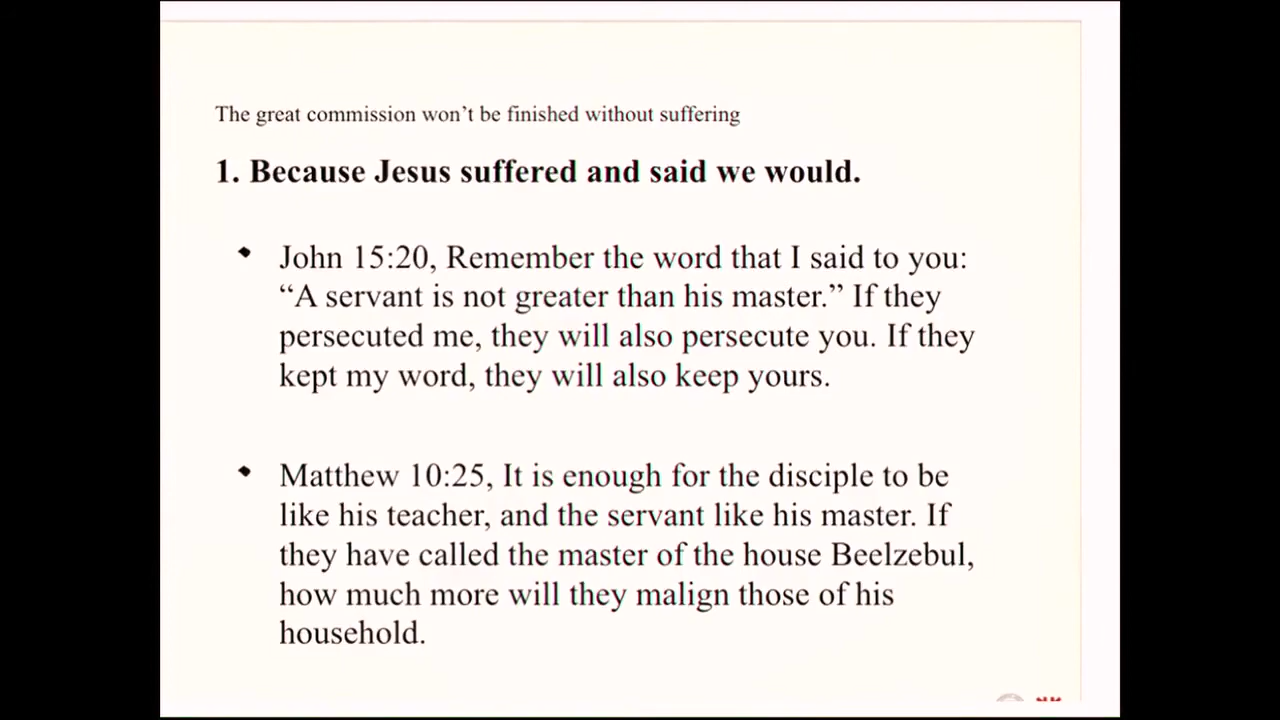 The great commission won’t be finished without suffering
1. Because Jesus suffered and said we would.
John 15:20, Remember the word that I said to you:
“A servant is not greater than his master.” If they
persecuted me, they will also persecute you. If they
kept my word, they will also keep yours.
Matthew 10:25, It is enough for the disciple to be
like his teacher, and the servant like his master. If
they have called the master of the house Beelzebul,
how much more will they malign those of his
household.